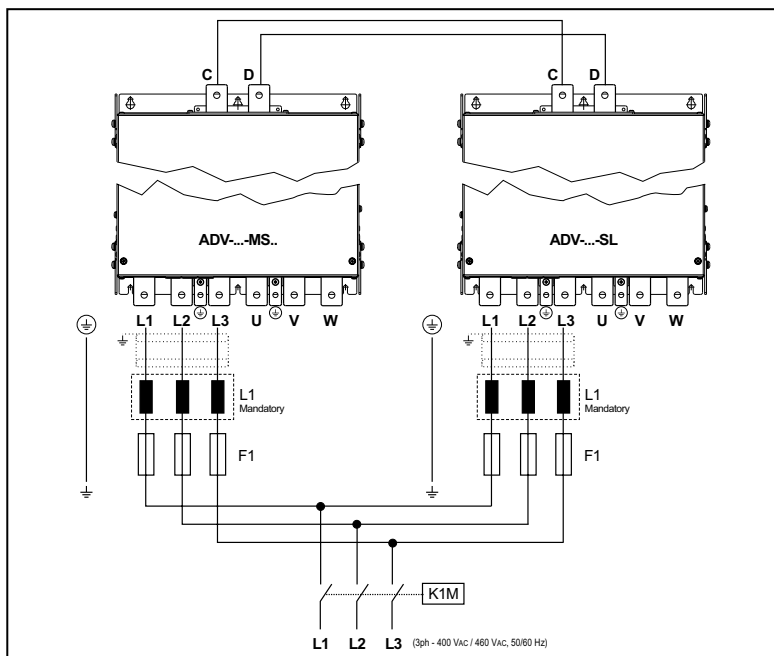 C D C D
ADV-...-MS.. ADV-...-SL
L1 L2 L3 U V W L1 L2 L3 U V W
L1 L1
Mandatory Mandatory
F1 F1
K1M
L1 L2 L3 (3ph - 400 VAC / 460 VAC, 50/60 Hz)